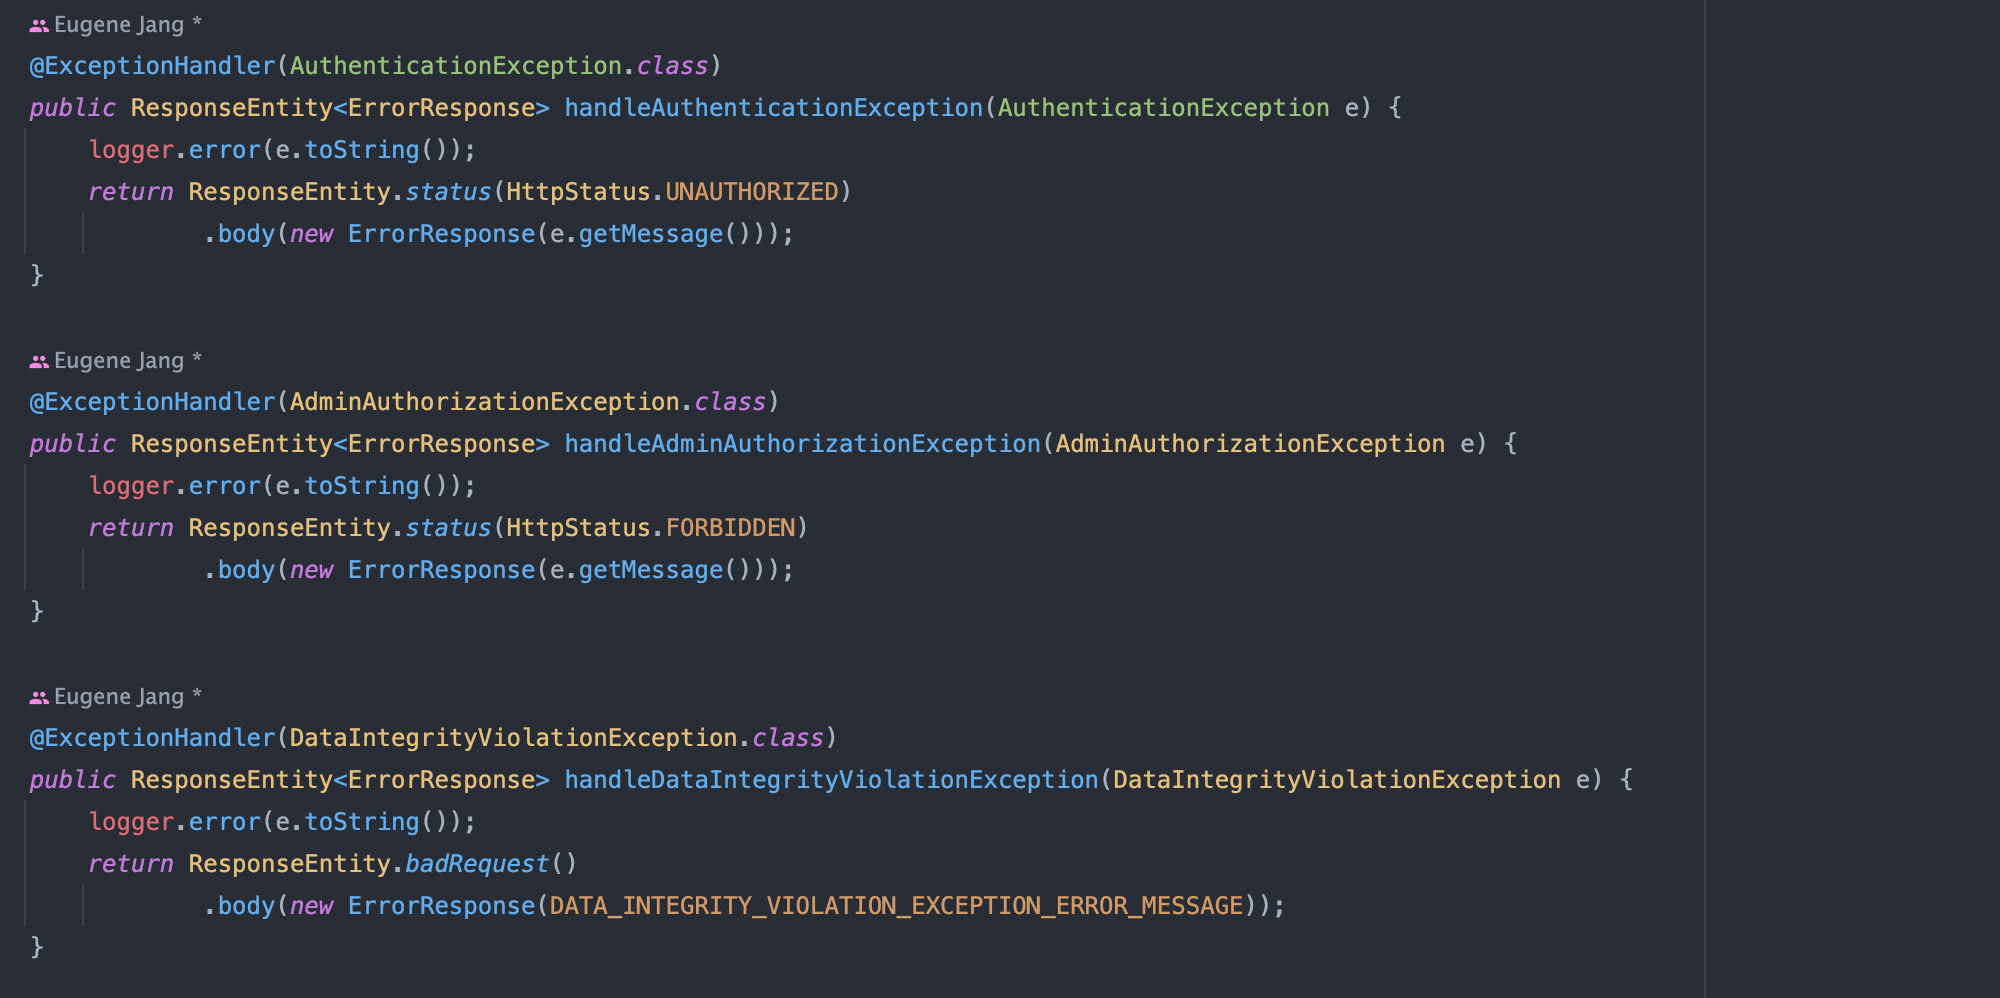 Eugene Jang *
@ExceptionHandler(AuthenticationException.class)
public ResponseEntity<ErrorResponse> handleAuthenticationException(AuthenticationException e) {
    logger.error(e.toString());
    return ResponseEntity.status(HttpStatus.UNAUTHORIZED)
            .body(new ErrorResponse(e.getMessage()));
}
Eugene Jang *
@ExceptionHandler(AdminAuthorizationException.class)
public ResponseEntity<ErrorResponse> handleAdminAuthorizationException(AdminAuthorizationException e) {
    logger.error(e.toString());
    return ResponseEntity.status(HttpStatus.FORBIDDEN)
            .body(new ErrorResponse(e.getMessage()));
}
Eugene Jang *
@ExceptionHandler(DataIntegrityViolationException.class)
public ResponseEntity<ErrorResponse> handleDataIntegrityViolationException(DataIntegrityViolationException e) {
    logger.error(e.toString());
    return ResponseEntity.badRequest()
            .body(new ErrorResponse(DATA_INTEGRITY_VIOLATION_EXCEPTION_ERROR_MESSAGE));
}